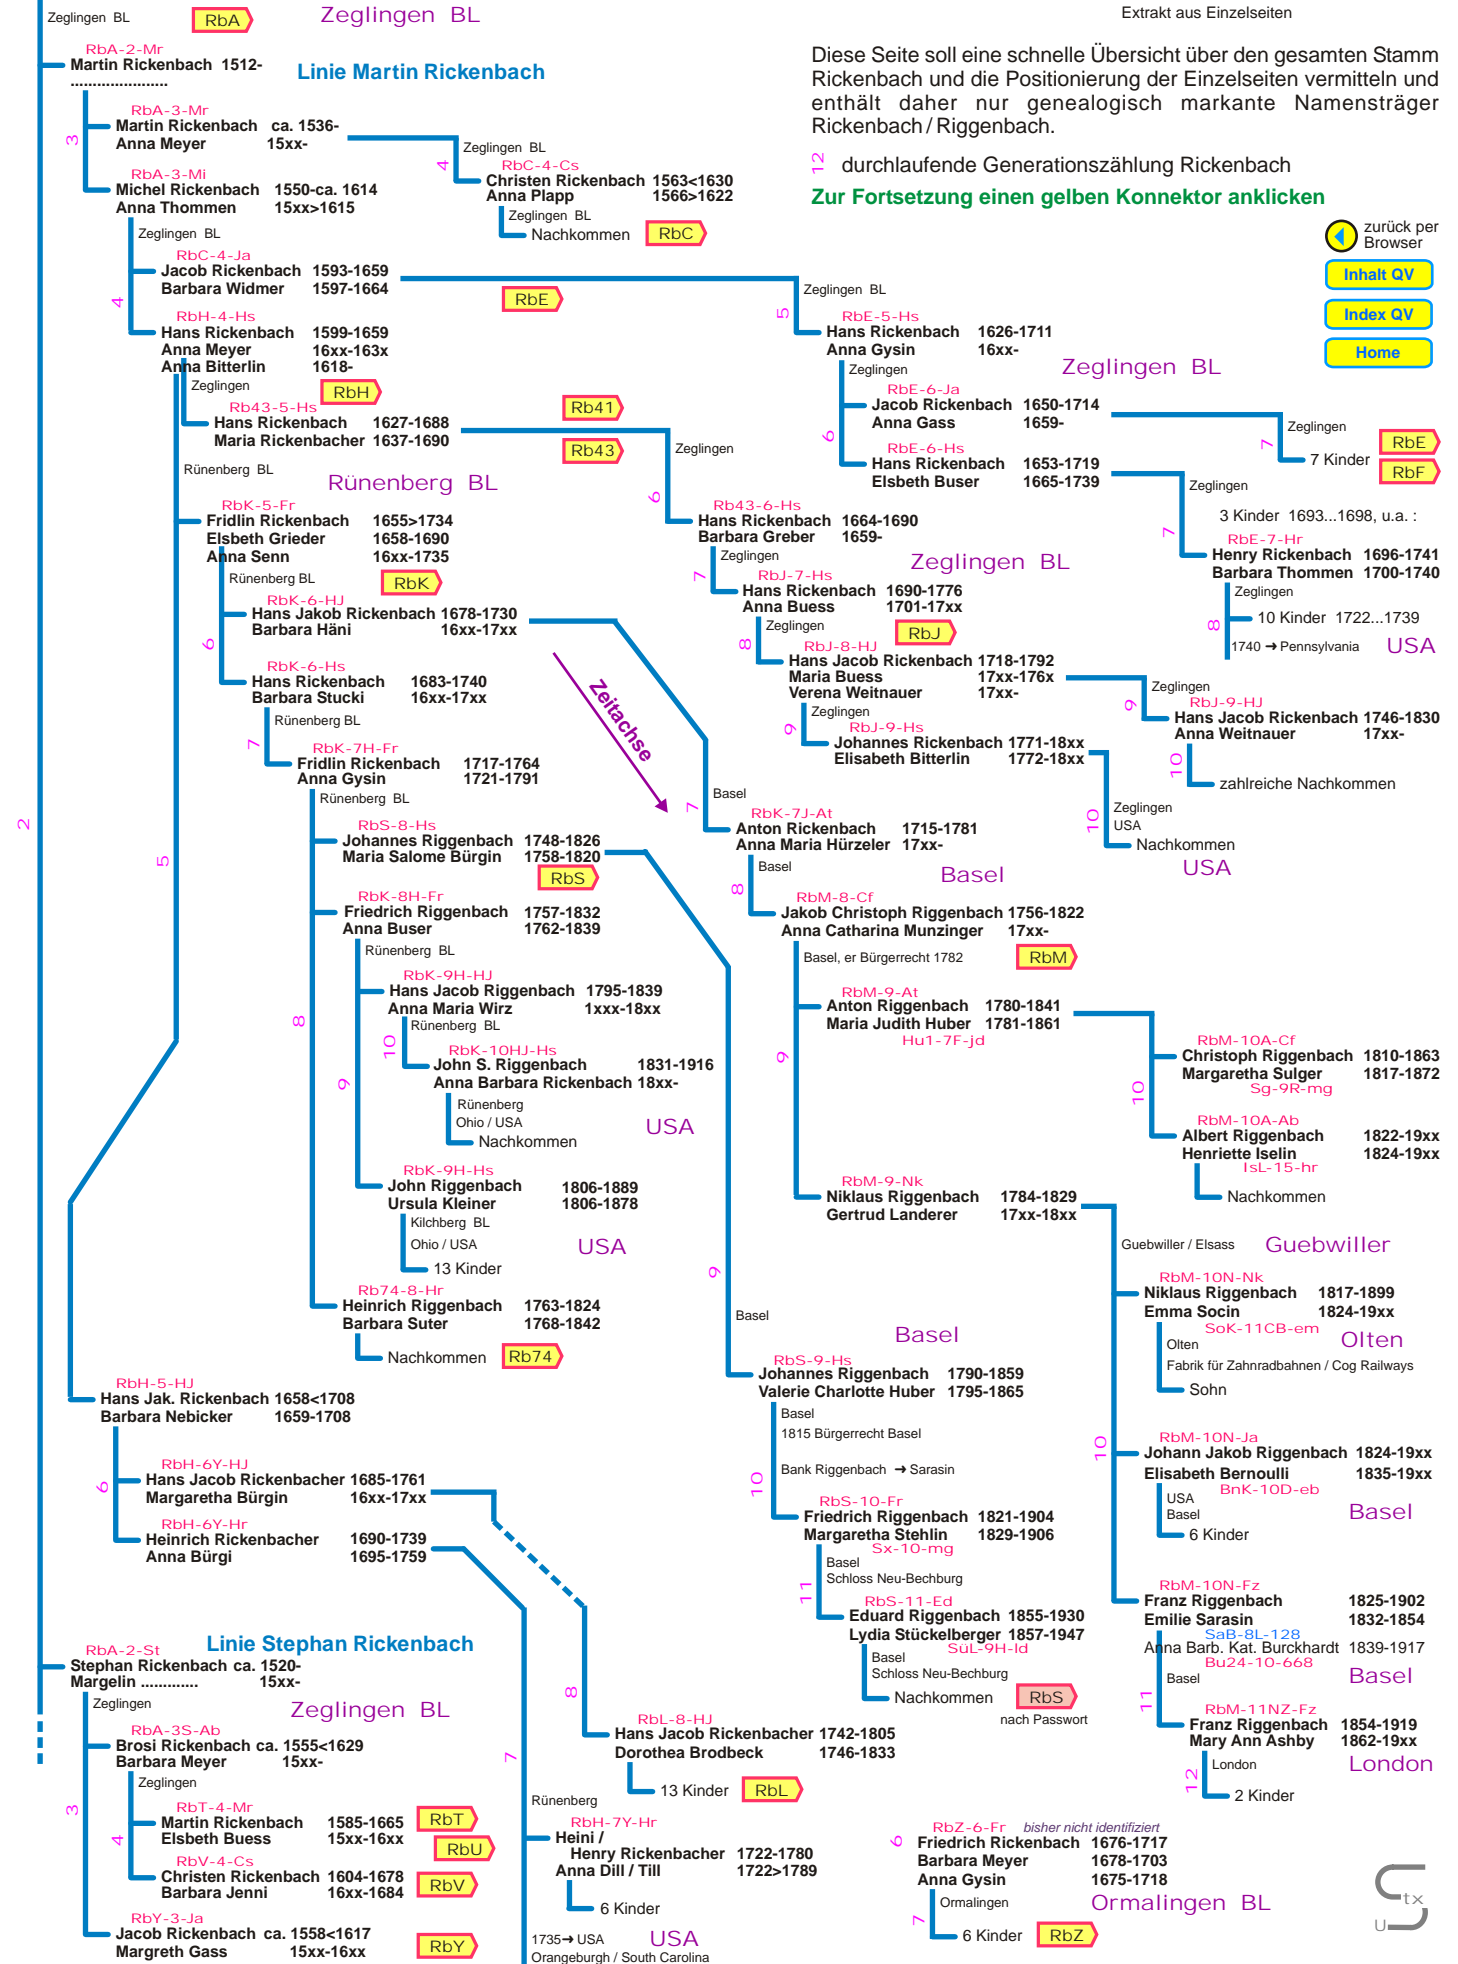 Zeglingen BL
RbA
Zeglingen BL
Extrakt aus Einzelseiten
Diese Seite soll eine schnelle Übersicht über den gesamten Stamm
Rickenbach und die Positionierung der Einzelseiten vermitteln und
enthält daher nur genealogisch markante Namensträger
Rickenbach / Riggenbach.
12 durchlaufende Generationszählung Rickenbach
Zur Fortsetzung einen gelben Konnektor anklicken
zurück per
Browser
Inhalt QV
Index QV
Home
RbA-2-Mr
Martin Rickenbach 1512-
......................
Linie Martin Rickenbach
3
RbA-3-Mr
Martin Rickenbach ca. 1536-
Anna Meyer 15xx-
4
Zeglingen BL
RbC-4-Cs
Christen Rickenbach 1563<1630
Anna Plapp 1566>1622
Zeglingen BL
Nachkommen RbC
RbA-3-Mi
Michel Rickenbach 1550-ca. 1614
Anna Thommen 15xx>1615
Zeglingen BL
4
RbC-4-Ja
Jacob Rickenbach 1593-1659
Barbara Widmer 1597-1664
RbE
5
Zeglingen BL
RbE-5-Hs
Hans Rickenbach 1626-1711
Anna Gysin 16xx-
Zeglingen
Zeglingen BL
6
RbE-6-Ja
Jacob Rickenbach 1650-1714
Anna Gass 1659-
7
Zeglingen
7 Kinder
RbE
RbF
RbE-6-Hs
Hans Rickenbach 1653-1719
Elsbeth Buser 1665-1739
7
Zeglingen
3 Kinder 1693...1698, u.a. :
RbE-7-Hr
Henry Rickenbach 1696-1741
Barbara Thommen 1700-1740
Zeglingen
8
10 Kinder 1722...1739
1740 ➞ Pennsylvania USA
RbH-4-Hs
Hans Rickenbach 1599-1659
Anna Meyer 16xx-163x
Anna Bitterlin 1618-
Zeglingen
RbH
Rb43-5-Hs
Hans Rickenbach 1627-1688
Maria Rickenbacher 1637-1690
Rb41
Rb43
6
Zeglingen
Rb43-6-Hs
Hans Rickenbach 1664-1690
Barbara Greber 1659-
Zeglingen
Zeglingen BL
7
RbJ-7-Hs
Hans Rickenbach 1690-1776
Anna Buess 1701-17xx
Zeglingen
RbJ
8
RbJ-8-HJ
Hans Jacob Rickenbach 1718-1792
Maria Buess 17xx-176x
Verena Weitnauer 17xx-
Zeglingen
9
Zeglingen
RbJ-9-HJ
Hans Jacob Rickenbach 1746-1830
Anna Weitnauer 17xx-
10
zahlreiche Nachkommen
9
RbJ-9-Hs
Johannes Rickenbach 1771-18xx
Elisabeth Bitterlin 1772-18xx
10
Zeglingen
USA
Nachkommen
USA
Rünenberg BL
Rünenberg BL
5
2
RbK-5-Fr
Fridlin Rickenbach 1655>1734
Elsbeth Grieder 1658-1690
Anna Senn 16xx-1735
Rünenberg BL
RbK
6
RbK-6-HJ
Hans Jakob Rickenbach 1678-1730
Barbara Häni 16xx-17xx
Zeitachse
RbK-6-Hs
Hans Rickenbach 1683-1740
Barbara Stucki 16xx-17xx
Rünenberg BL
7
RbK-7H-Fr
Fridlin Rickenbach 1717-1764
Anna Gysin 1721-1791
Rünenberg BL
8
7
Basel
RbK-7J-At
Anton Rickenbach 1715-1781
Anna Maria Hürzeler 17xx-
Basel
Basel
8
RbM-8-Cf
Jakob Christoph Riggenbach 1756-1822
Anna Catharina Munzinger 17xx-
Basel, er Bürgerrecht 1782
RbM
9
RbM-9-At
Anton Riggenbach 1780-1841
Maria Judith Huber 1781-1861
Hu1-7F-jd
10
RbM-10A-Cf
Christoph Riggenbach 1810-1863
Margaretha Sulger 1817-1872
Sg-9R-mg
RbM-10A-Ab
Albert Riggenbach 1822-19xx
Henriette Iselin 1824-19xx
IsL-15-hr
Nachkommen
RbM-9-Nk
Niklaus Riggenbach 1784-1829
Gertrud Landerer 17xx-18xx
Guebwiller / Elsass Guebwiller
10
RbM-10N-Nk
Niklaus Riggenbach 1817-1899
Emma Socin 1824-19xx
SoK-11CB-em
Olten
Olten
Fabrik für Zahnradbahnen / Cog Railways
Sohn
RbM-10N-Ja
Johann Jakob Riggenbach 1824-19xx
Elisabeth Bernoulli 1835-19xx
BnK-10D-eb
USA
Basel
Basel
6 Kinder
RbM-10N-Fz
Franz Riggenbach 1825-1902
Emilie Sarasin 1832-1854
SaB-8L-128
Anna Barb. Kat. Burckhardt 1839-1917
Bu24-10-668
Basel
Basel
11
RbM-11NZ-Fz
Franz Riggenbach 1854-1919
Mary Ann Ashby 1862-19xx
London
London
12
2 Kinder
RbS-8-Hs
Johannes Riggenbach 1748-1826
Maria Salome Bürgin 1758-1820
RbS
RbK-8H-Fr
Friedrich Riggenbach 1757-1832
Anna Buser 1762-1839
Rünenberg BL
9
RbK-9H-HJ
Hans Jacob Riggenbach 1795-1839
Anna Maria Wirz 1xxx-18xx
Rünenberg BL
10
RbK-10HJ-Hs
John S. Riggenbach 1831-1916
Anna Barbara Rickenbach 18xx-
Rünenberg
Ohio / USA
USA
Nachkommen
RbK-9H-Hs
John Riggenbach 1806-1889
Ursula Kleiner 1806-1878
Kilchberg BL
Ohio / USA
USA
13 Kinder
Rb74-8-Hr
Heinrich Riggenbach 1763-1824
Barbara Suter 1768-1842
Nachkommen Rb74
9
Basel
Basel
RbS-9-Hs
Johannes Riggenbach 1790-1859
Valerie Charlotte Huber 1795-1865
Basel
1815 Bürgerrecht Basel
Bank Riggenbach ➞ Sarasin
10
RbS-10-Fr
Friedrich Riggenbach 1821-1904
Margaretha Stehlin 1829-1906
Sx-10-mg
Basel
Schloss Neu-Bechburg
11
RbS-11-Ed
Eduard Riggenbach 1855-1930
Lydia Stückelberger 1857-1947
SüL-9H-ld
Basel
Schloss Neu-Bechburg
Nachkommen RbS
nach Passwort
RbH-5-HJ
Hans Jak. Rickenbach 1658<1708
Barbara Nebicker 1659-1708
6
RbH-6Y-HJ
Hans Jacob Rickenbacher 1685-1761
Margaretha Bürgin 16xx-17xx
RbH-6Y-Hr
Heinrich Rickenbacher 1690-1739
Anna Bürgi 1695-1759
8
RbL-8-HJ
Hans Jacob Rickenbacher 1742-1805
Dorothea Brodbeck 1746-1833
13 Kinder RbL
7
Rünenberg
RbH-7Y-Hr
Heini /
Henry Rickenbacher 1722-1780
Anna Dill / Till 1722>1789
6 Kinder
1735➞ USA USA
Orangeburgh / South Carolina
RbA-2-St
Linie Stephan Rickenbach
Stephan Rickenbach ca. 1520-
Margelin ............. 15xx-
Zeglingen
Zeglingen BL
3
RbA-3S-Ab
Brosi Rickenbach ca. 1555<1629
Barbara Meyer 15xx-
Zeglingen
4
RbT-4-Mr
Martin Rickenbach 1585-1665
Elsbeth Buess 15xx-16xx
RbT
RbU
RbV-4-Cs
Christen Rickenbach 1604-1678
Barbara Jenni 16xx-1684
RbV
RbY-3-Ja
Jacob Rickenbach ca. 1558<1617
Margreth Gass 15xx-16xx
RbY
6
RbZ-6-Fr bisher nicht identifiziert
Friedrich Rickenbach 1676-1717
Barbara Meyer 1678-1703
Anna Gysin 1675-1718
Ormalingen
Ormalingen BL
7
6 Kinder RbZ
tx
U